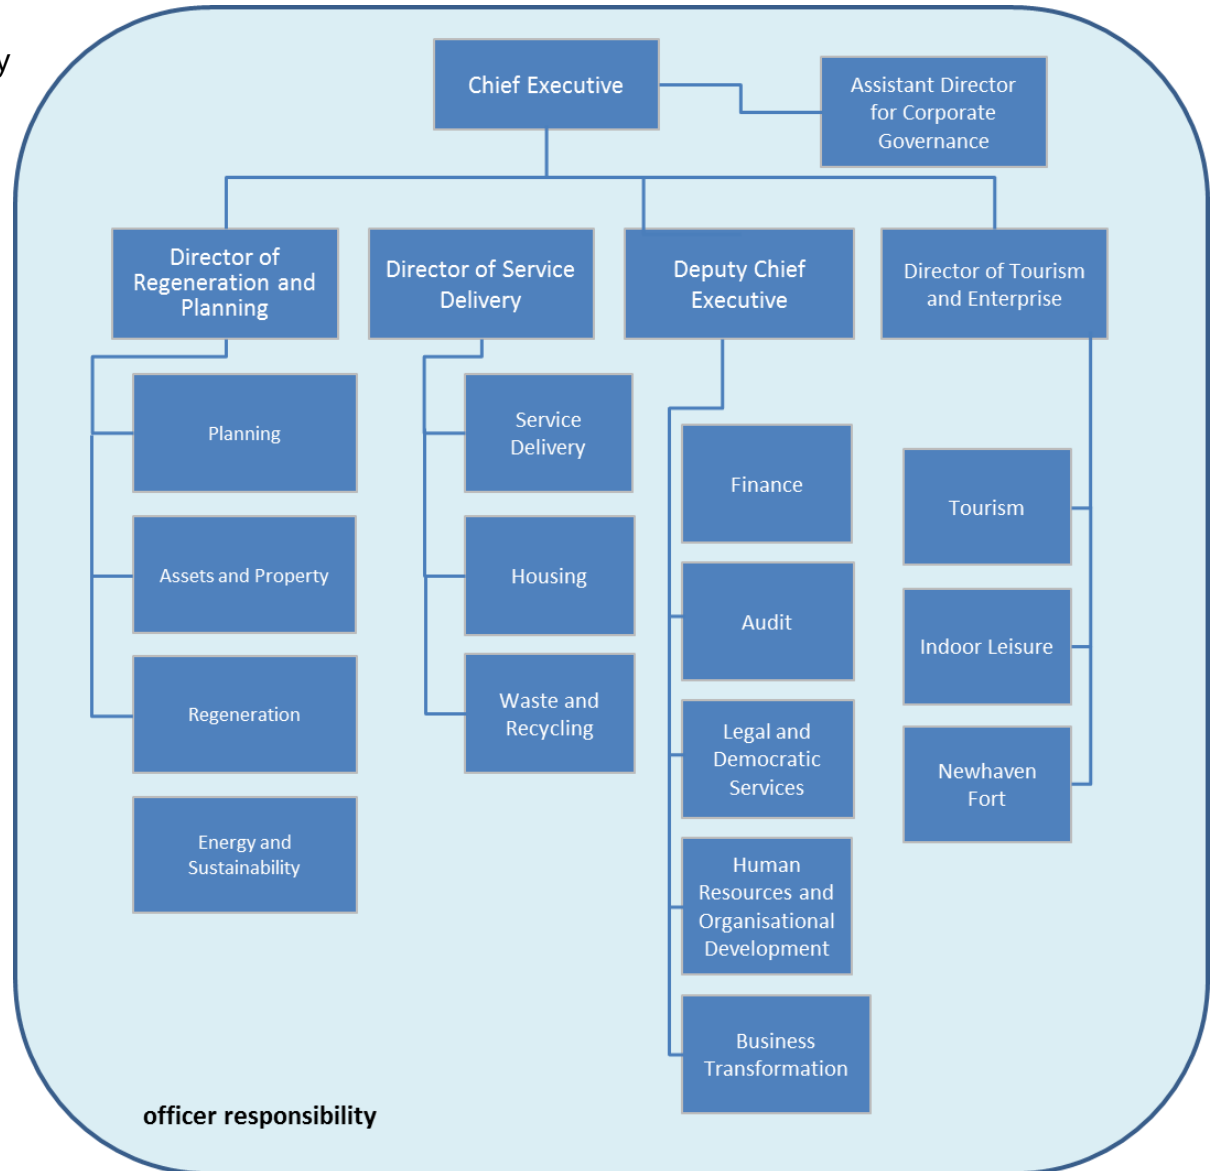 y
Chief Executive
Assistant Director
for Corporate
Governance
Director of
Regeneration and
Planning
Director of Service
Delivery
Deputy Chief
Executive
Director of Tourism
and Enterprise
Planning
Assets and Property
Regeneration
Energy and
Sustainability
Service
Delivery
Housing
Waste and
Recycling
Finance
Audit
Legal and
Democratic
Services
Human
Resources and
Organisational
Development
Business
Transformation
Tourism
Indoor Leisure
Newhaven
Fort
officer responsibility